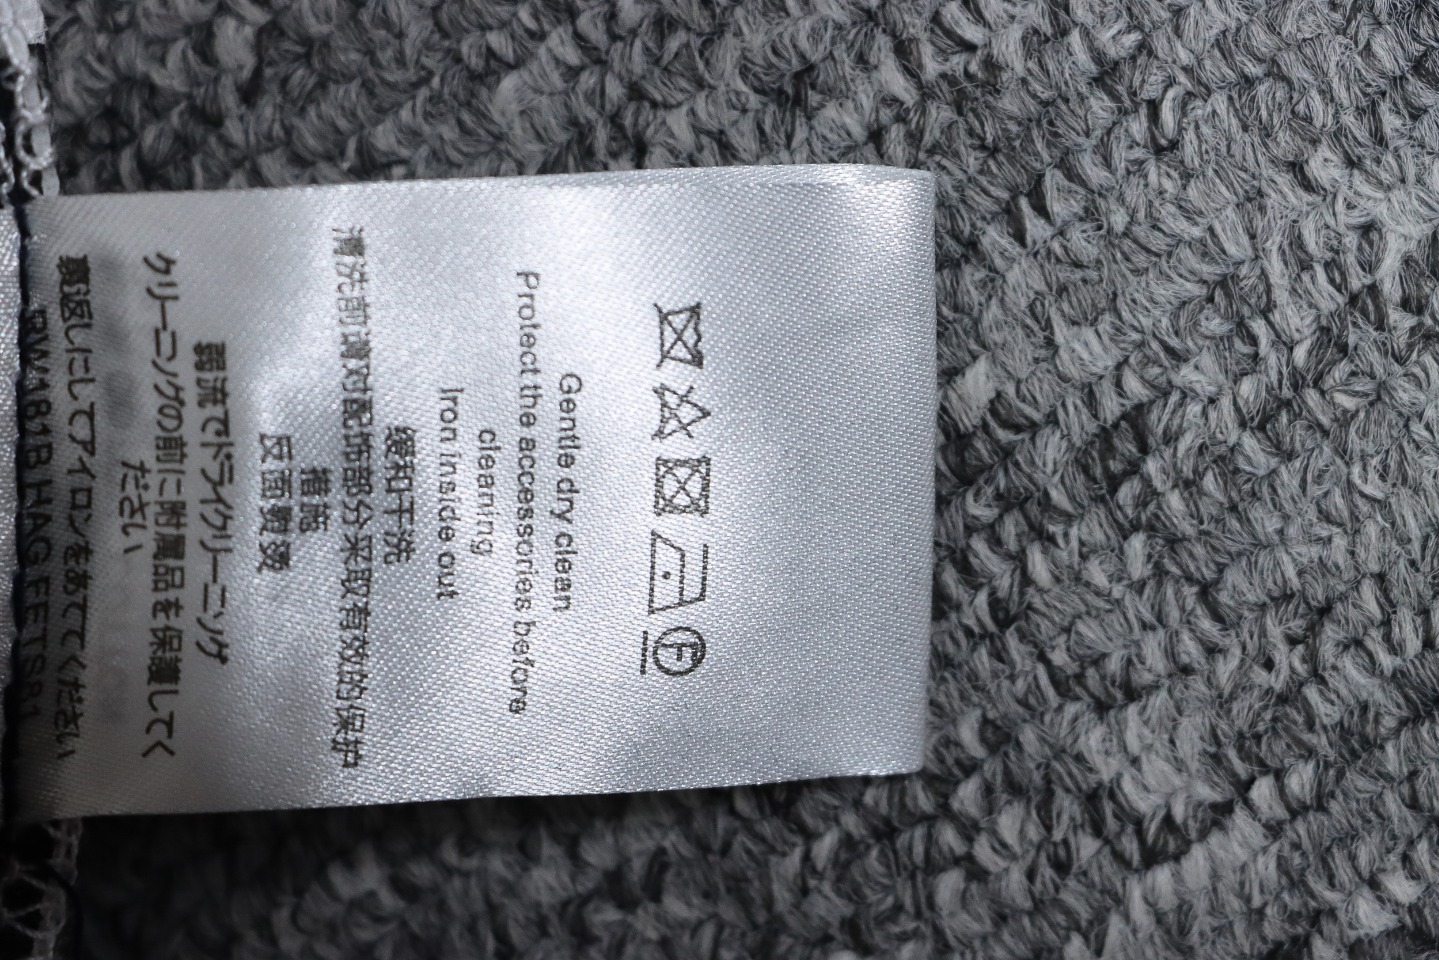 Gentle dry clean
Protect the accessories before
cleaning
Iron inside out
缓和干洗
清洗前请对配饰部分采取有效的保护
措施
反面熨烫
弱流でドライクリーニング
クリーニングの前に附属品を保護してく
ださい
裏返しにしてアイロンをあててください